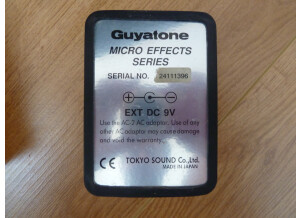 Guyatone
MICRO EFFECTS
SERIES
SERIAL NO. 24111396
+ -
EXT DC 9V
Use the AC-2 AC adaptor. Use of any
other AC adaptor may cause damage
and void the warranty.
CE TOKYO SOUND Co.,Ltd.
MADE IN JAPAN